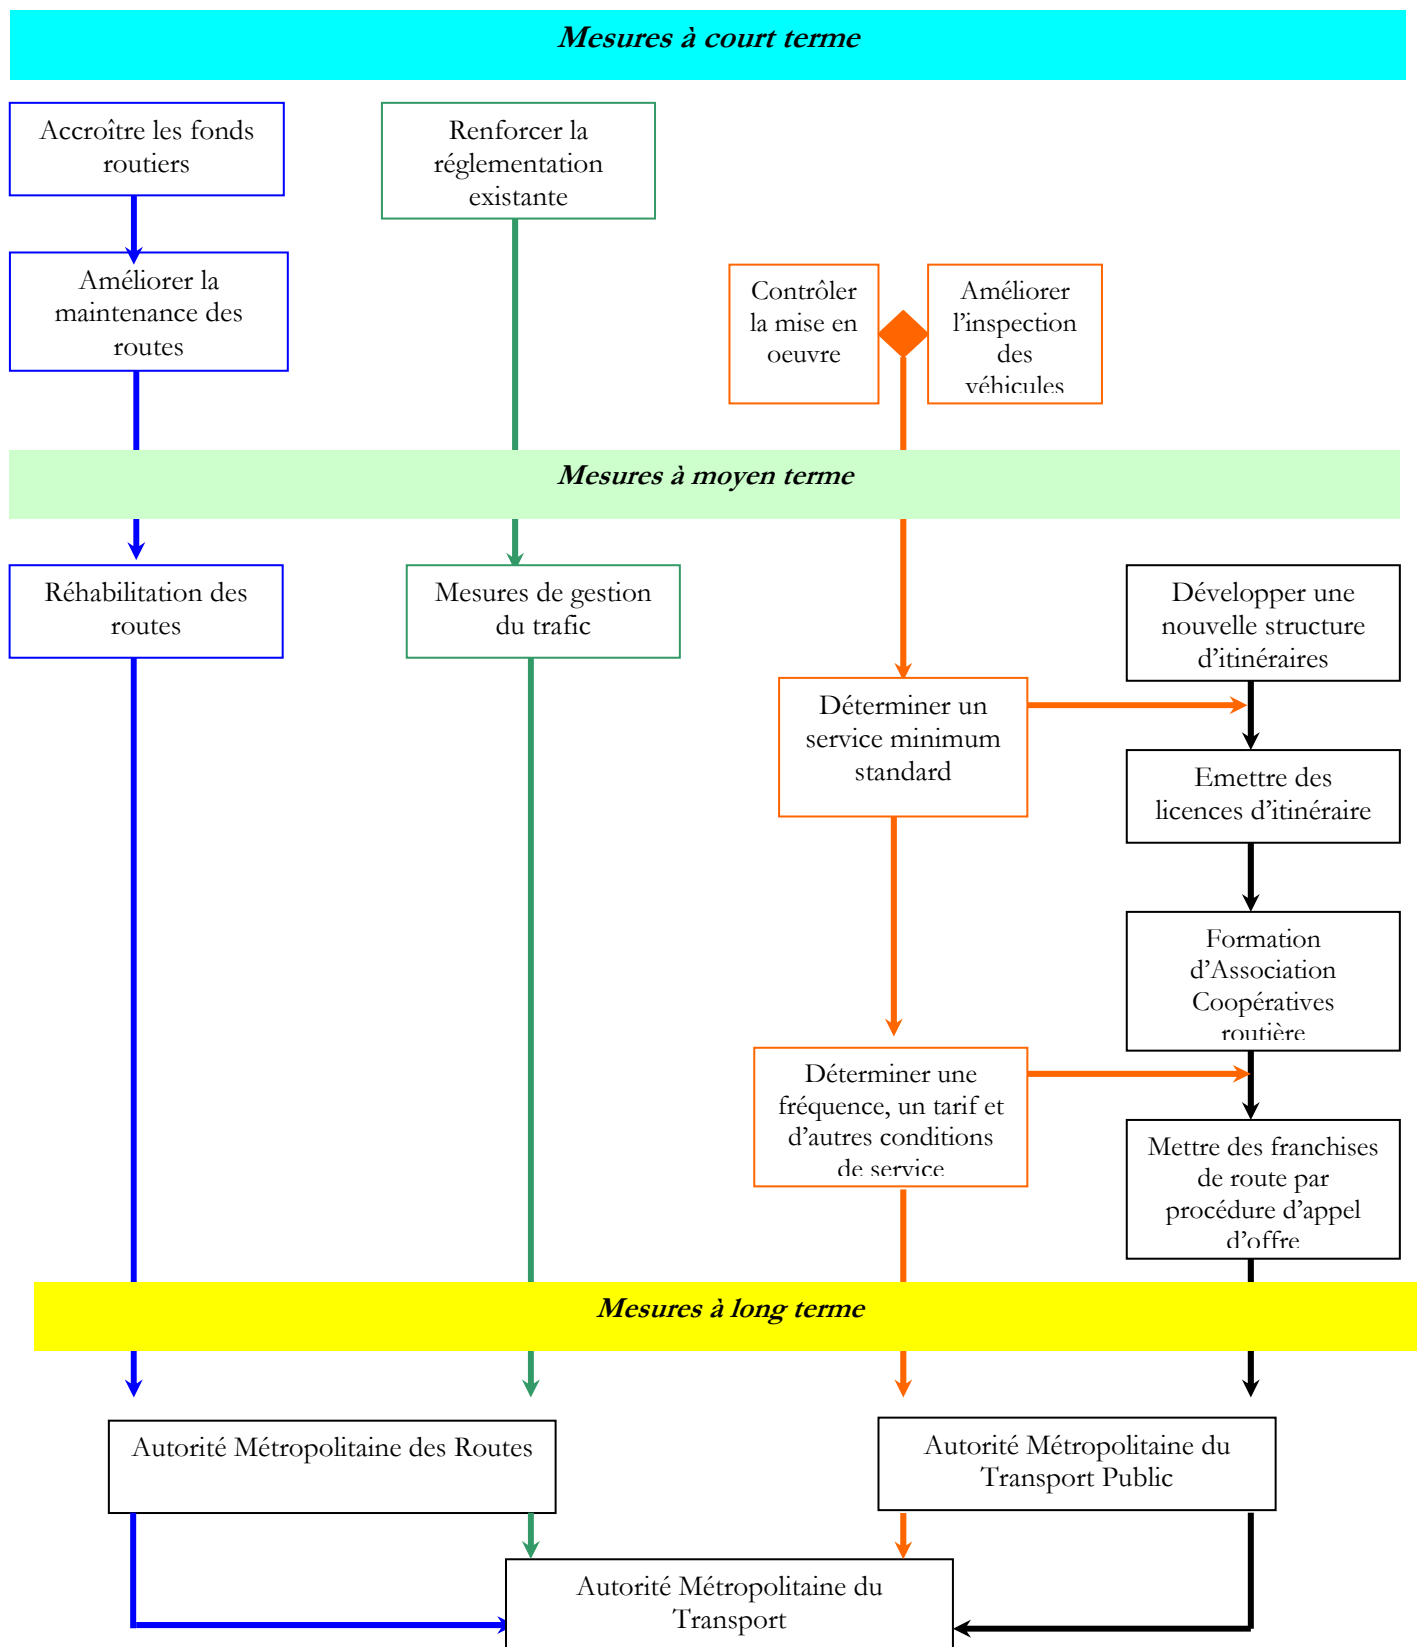 Mesures à court terme
Accroître les fonds
routiers
Renforcer la
réglementation
existante
Améliorer la
maintenance des
routes
Contrôler
la mise en
oeuvre
Améliorer
l’inspection
des
véhicules
Mesures à moyen terme
Réhabilitation des
routes
Mesures de gestion
du trafic
Développer une
nouvelle structure
d’itinéraires
Déterminer un
service minimum
standard
Emettre des
licences d’itinéraire
Formation
d’Association
Coopératives
routière
Déterminer une
fréquence, un tarif et
d’autres conditions
de service
Mettre des franchises
de route par
procédure d’appel
d’offre
Mesures à long terme
Autorité Métropolitaine des Routes
Autorité Métropolitaine du
Transport Public
Autorité Métropolitaine du
Transport